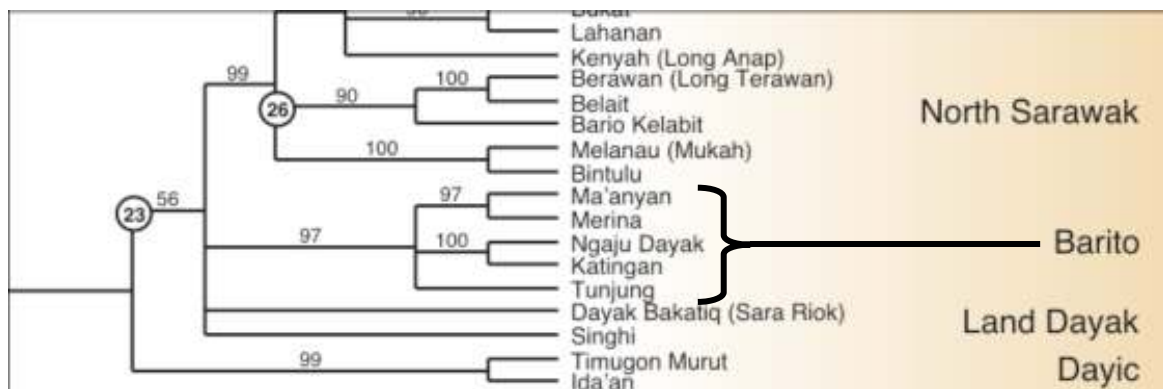 Bukat
Lahanan
Kenyah (Long Anap)
99
100
Berawan (Long Terawan)
26
90
Belait
Bario Kelabit
North Sarawak
100
Melanau (Mukah)
Bintulu
23
56
97
Ma'anyan
Merina
97
100
Ngaju Dayak
Katingan
Barito
Tunjung
Dayak Bakatiq (Sara Riok)
Land Dayak
Singhi
99
Timugon Murut
Ida'an
Dayic